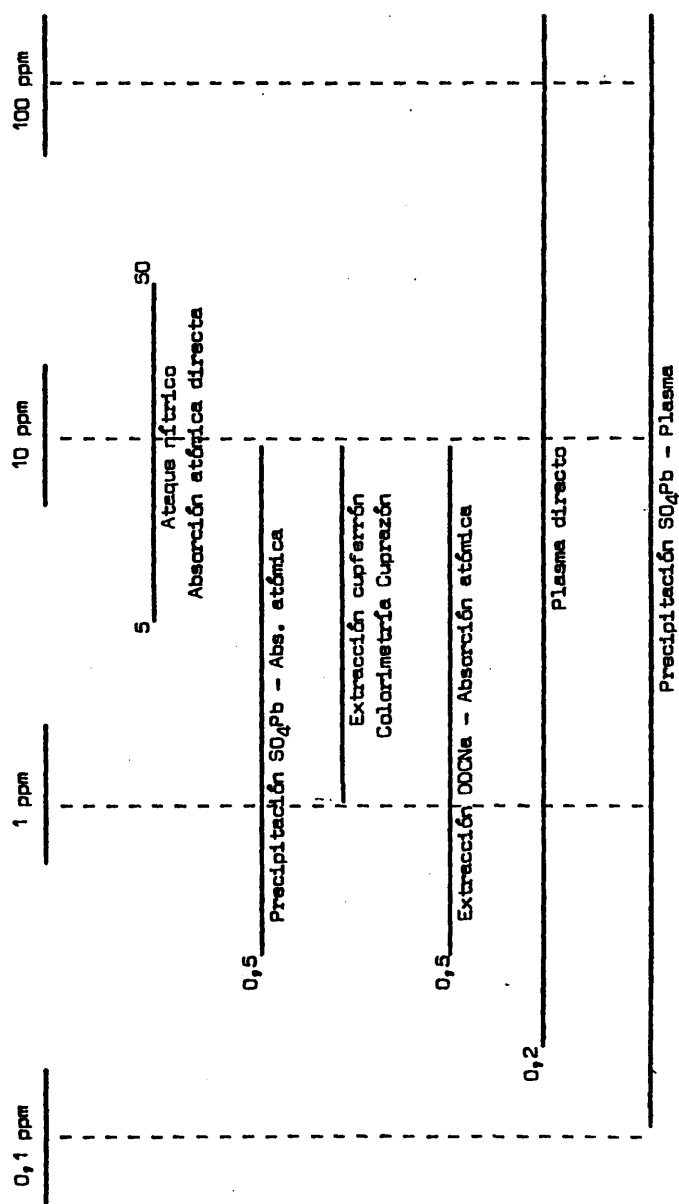 0,1 ppm
1 ppm
10 ppm
100 ppm
5
50
Ataque nítrico
Absorción atómica directa
0,5
Precipitación SO4Pb - Abs. atómica
Extracción cupferrón
Colorimetría Cuprazón
0,5
Extracción DDCNa - Absorción atómica
0,2
Plasma directo
Precipitación SO4Pb - Plasma